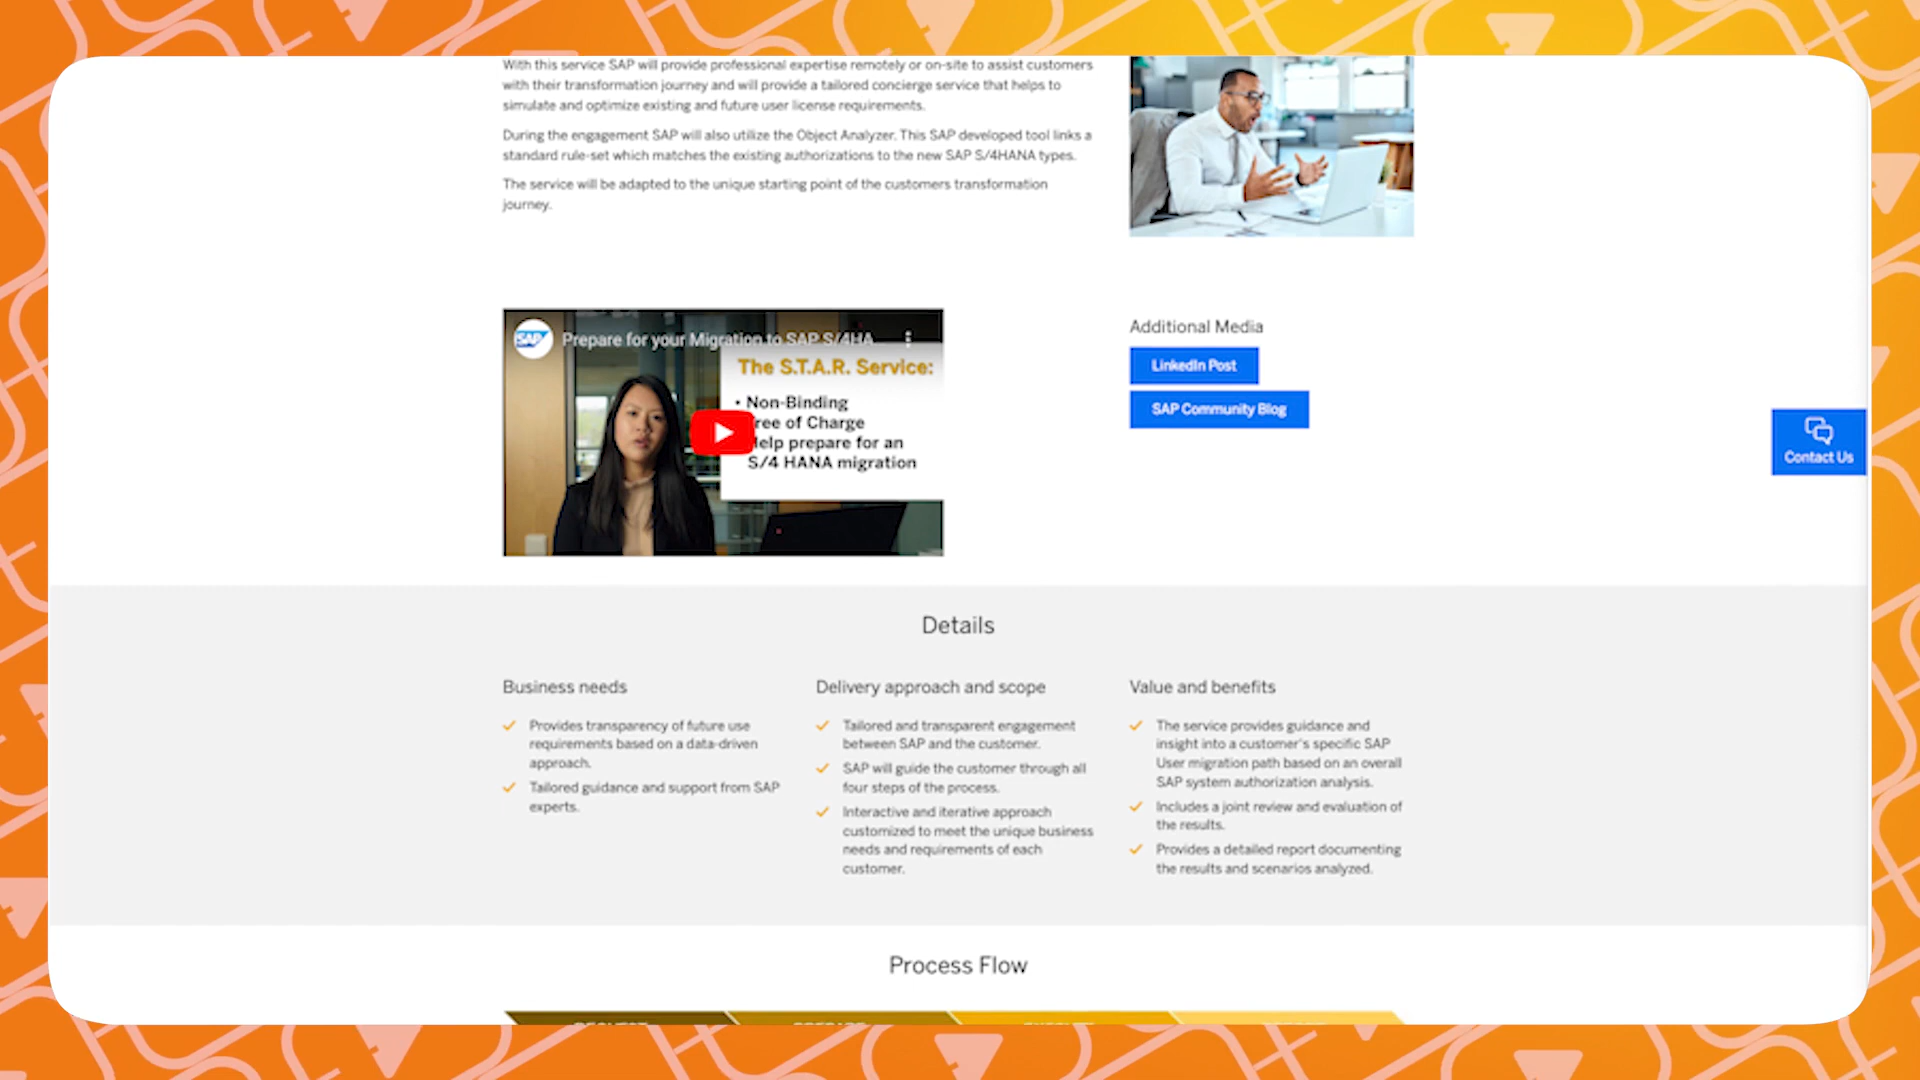 With this service SAP will provide professional expertise remotely or on-site to assist customers
with their transformation journey and will provide a tailored concierge service that helps to
simulate and optimize existing and future user license requirements.
During the engagement SAP will also utilize the Object Analyzer. This SAP developed tool links a
standard rule-set which matches the existing authorizations to the new SAP S/4HANA types.
The service will be adapted to the unique starting point of the customers transformation
journey.
SAP
Prepare for your Migration to SAP S/4HA
The S.T.A.R. Service:
• Non-Binding
ree of Charge
elp prepare for an
S/4 HANA migration
Additional Media
LinkedIn Post
SAP Community Blog
Contact Us
Details
Business needs
Provides transparency of future use
requirements based on a data-driven
approach.
Tailored guidance and support from SAP
experts.
Delivery approach and scope
Tailored and transparent engagement
between SAP and the customer.
SAP will guide the customer through all
four steps of the process.
Interactive and iterative approach
customized to meet the unique business
needs and requirements of each
customer.
Value and benefits
The service provides guidance and
insight into a customer's specific SAP
User migration path based on an overall
SAP system authorization analysis.
Includes a joint review and evaluation of
the results.
Provides a detailed report documenting
the results and scenarios analyzed.
Process Flow